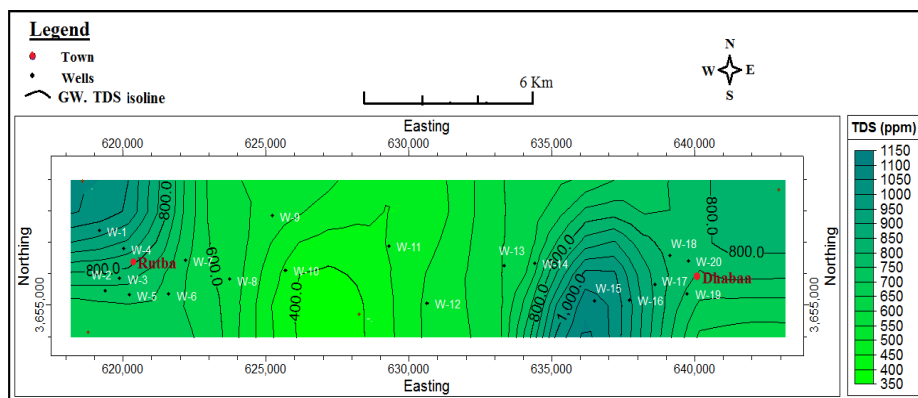 Legend
Town
Wells
GW. TDS isoline
6 Km
N
W E
S
Easting
620,000 625,000 630,000 635,000 640,000
TDS (ppm)
1150
1100
1050
1000
950
900
850
800
750
700
650
600
550
500
450
400
350
Northing
3,655,000
800.0
W-1
W-4
Rutba
800.0
W-2
W-3
W-5
W-6
W-7
600.0
W-8
W-9
W-10
400.0
W-11
W-12
W-13
W-14
800.0
1,000.0
W-15
W-16
W-17
W-18
W-20
Dhabaa
W-19
800.0
800.0
Northing
3,655,000
620,000 625,000 630,000 635,000 640,000
Easting